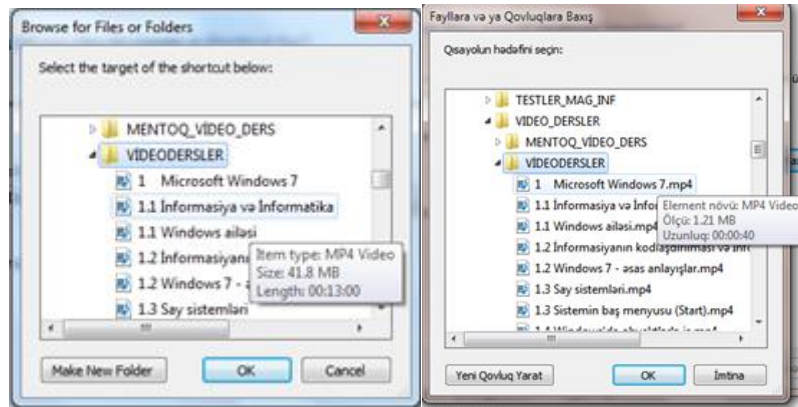 Browse for Files or Folders
Select the target of the shortcut below:
MENTOQ_VİDEO_DERS
VİDEODERSLER
1 Microsoft Windows 7
1.1 İnformasiya və İnformatika
1.1 Windows ailəsi
1.2 İnformasiyanı
1.2 Windows 7 - ə
1.3 Say sistemləri
Item type: MP4 Video
Size: 41.8 MB
Length: 00:13:00
Make New Folder
OK
Cancel
Fayllara və ya Qovluqlara Baxış
Qısayolun hədəfini seçin:
TESTLER_MAG_INF
VIDEO_DERSLER
MENTOQ_VİDEO_DERS
VİDEODERSLER
1 Microsoft Windows 7.mp4
1.1 İnformasiya və İnfo
1.1 Windows ailəsi.mp4
1.2 İnformasiyanın kodlaşdırılması və İnf
1.2 Windows 7 - əsas anlayışlar.mp4
1.3 Say sistemləri.mp4
1.3 Sistemin baş menyusu (Start).mp4
Element növü: MP4 Video
Ölçü: 1.21 MB
Uzunluq: 00:00:40
Yeni Qovluq Yarat
OK
İmtina